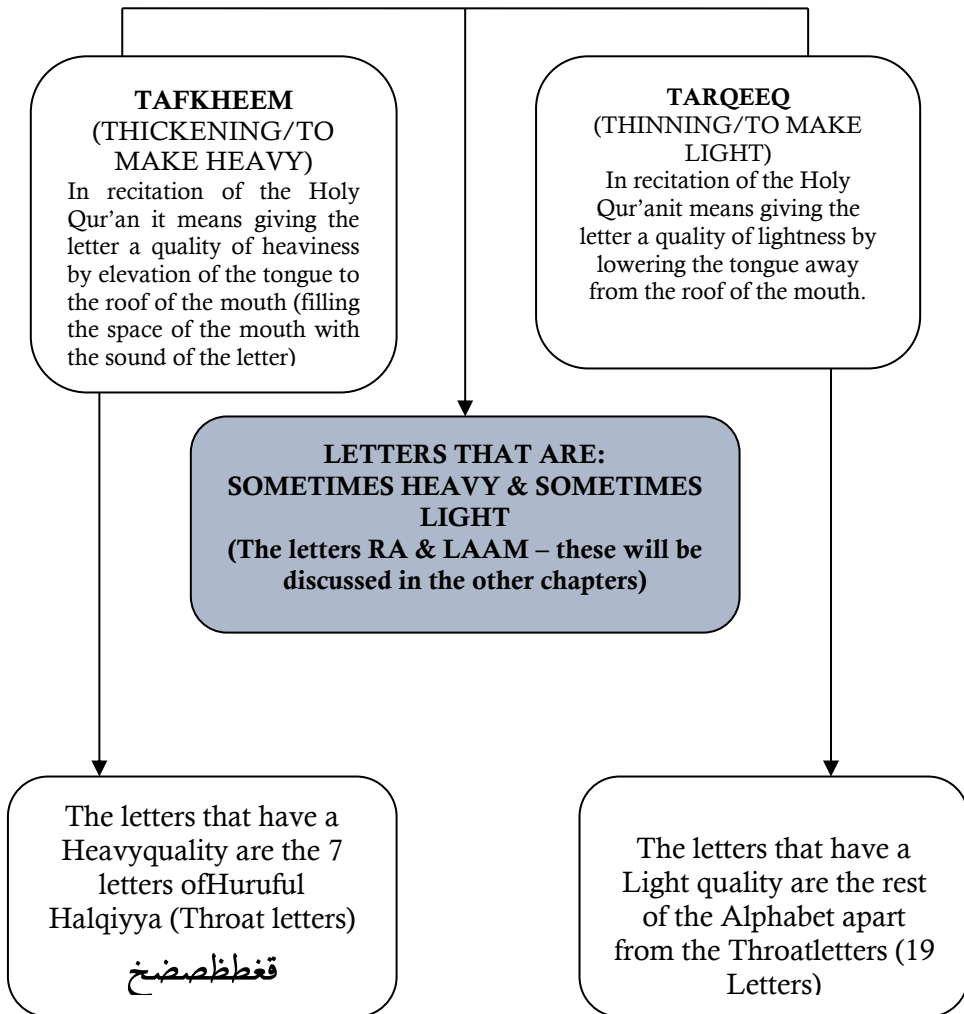 TAFKHEEM
(THICKENING/TO
MAKE HEAVY)
In recitation of the Holy
Qur’an it means giving the
letter a quality of heaviness
by elevation of the tongue to
the roof of the mouth (filling
the space of the mouth with
the sound of the letter)
TARQEEQ
(THINNING/TO MAKE
LIGHT)
In recitation of the Holy
Qur’anit means giving the
letter a quality of lightness by
lowering the tongue away
from the roof of the mouth.
LETTERS THAT ARE:
SOMETIMES HEAVY & SOMETIMES
LIGHT
(The letters RA & LAAM – these will be
discussed in the other chapters)
The letters that have a
Heavyquality are the 7
letters ofHuruful
Halqiyya (Throat letters)
قغطظصضخ
The letters that have a
Light quality are the rest
of the Alphabet apart
from the Throatletters (19
Letters)